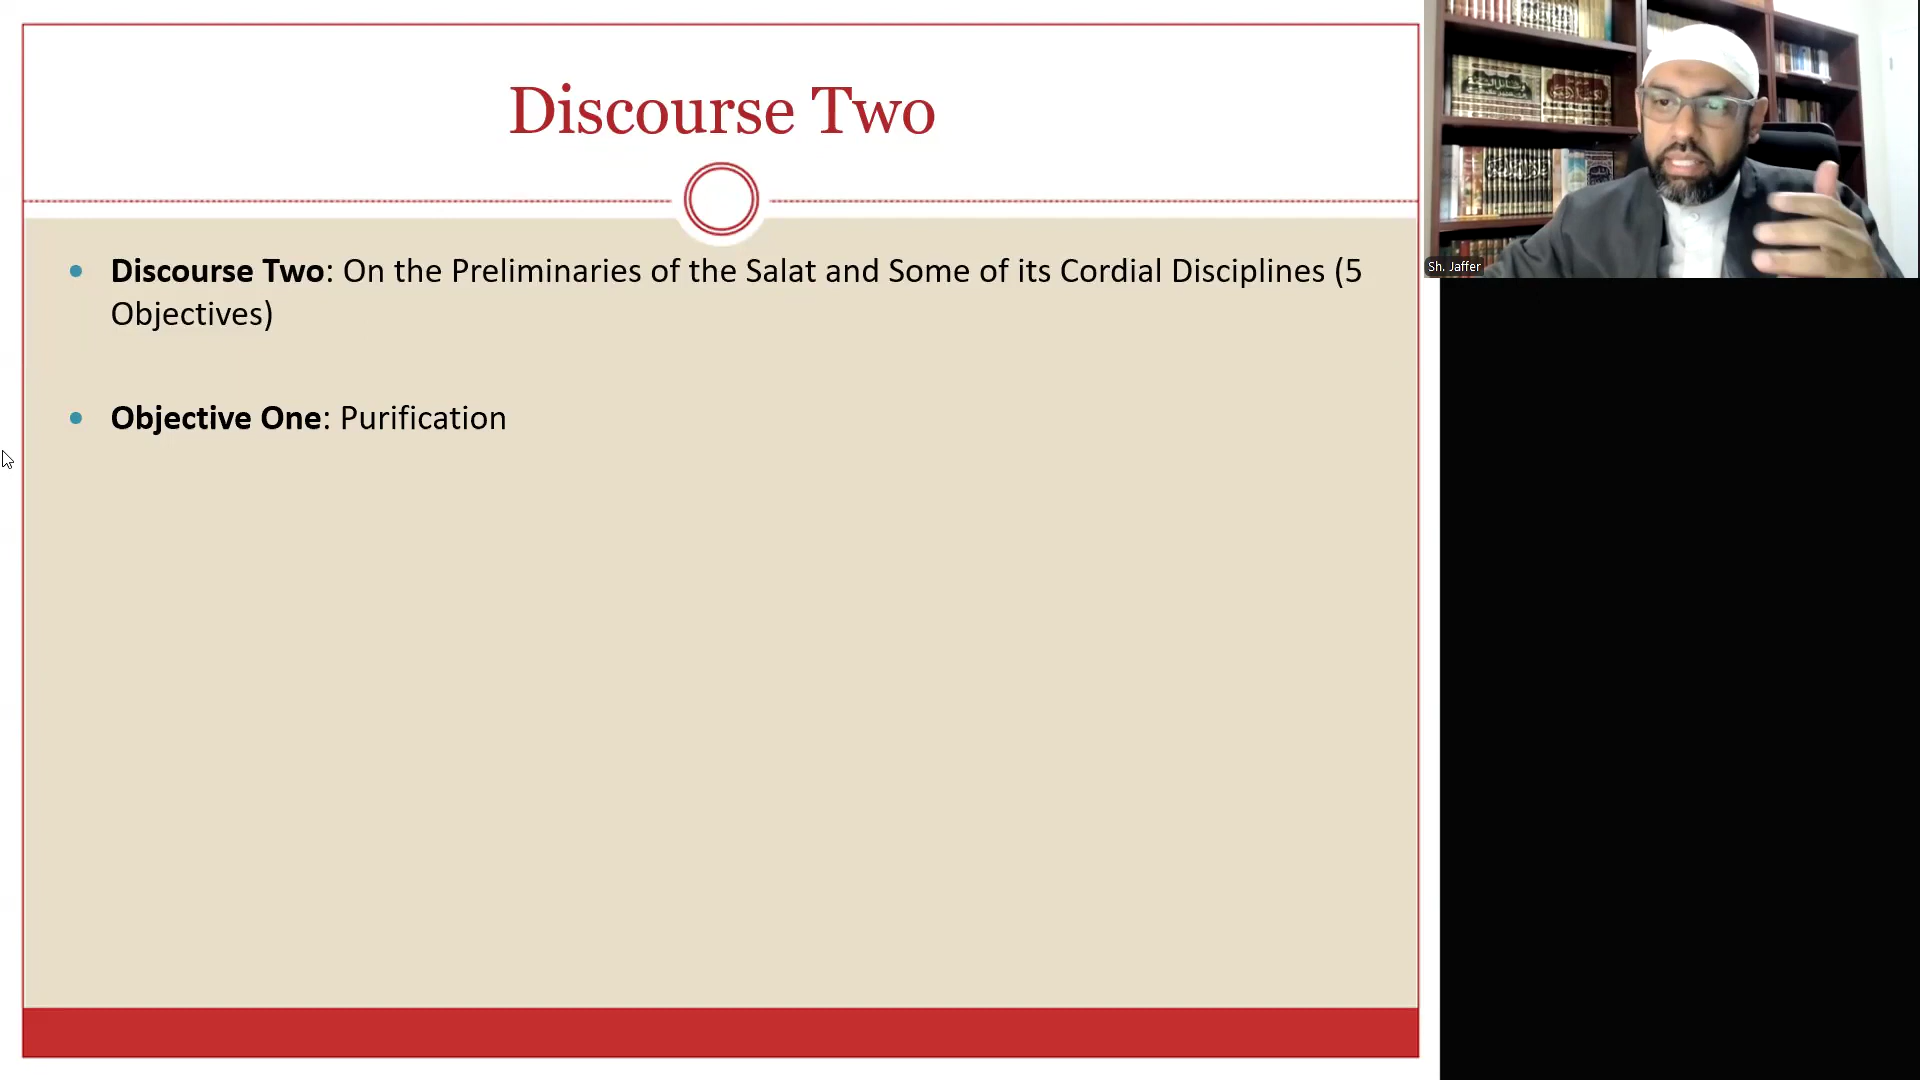 Discourse Two
Discourse Two: On the Preliminaries of the Salat and Some of its Cordial Disciplines (5
Objectives)
Objective One: Purification
Sh. Jaffer